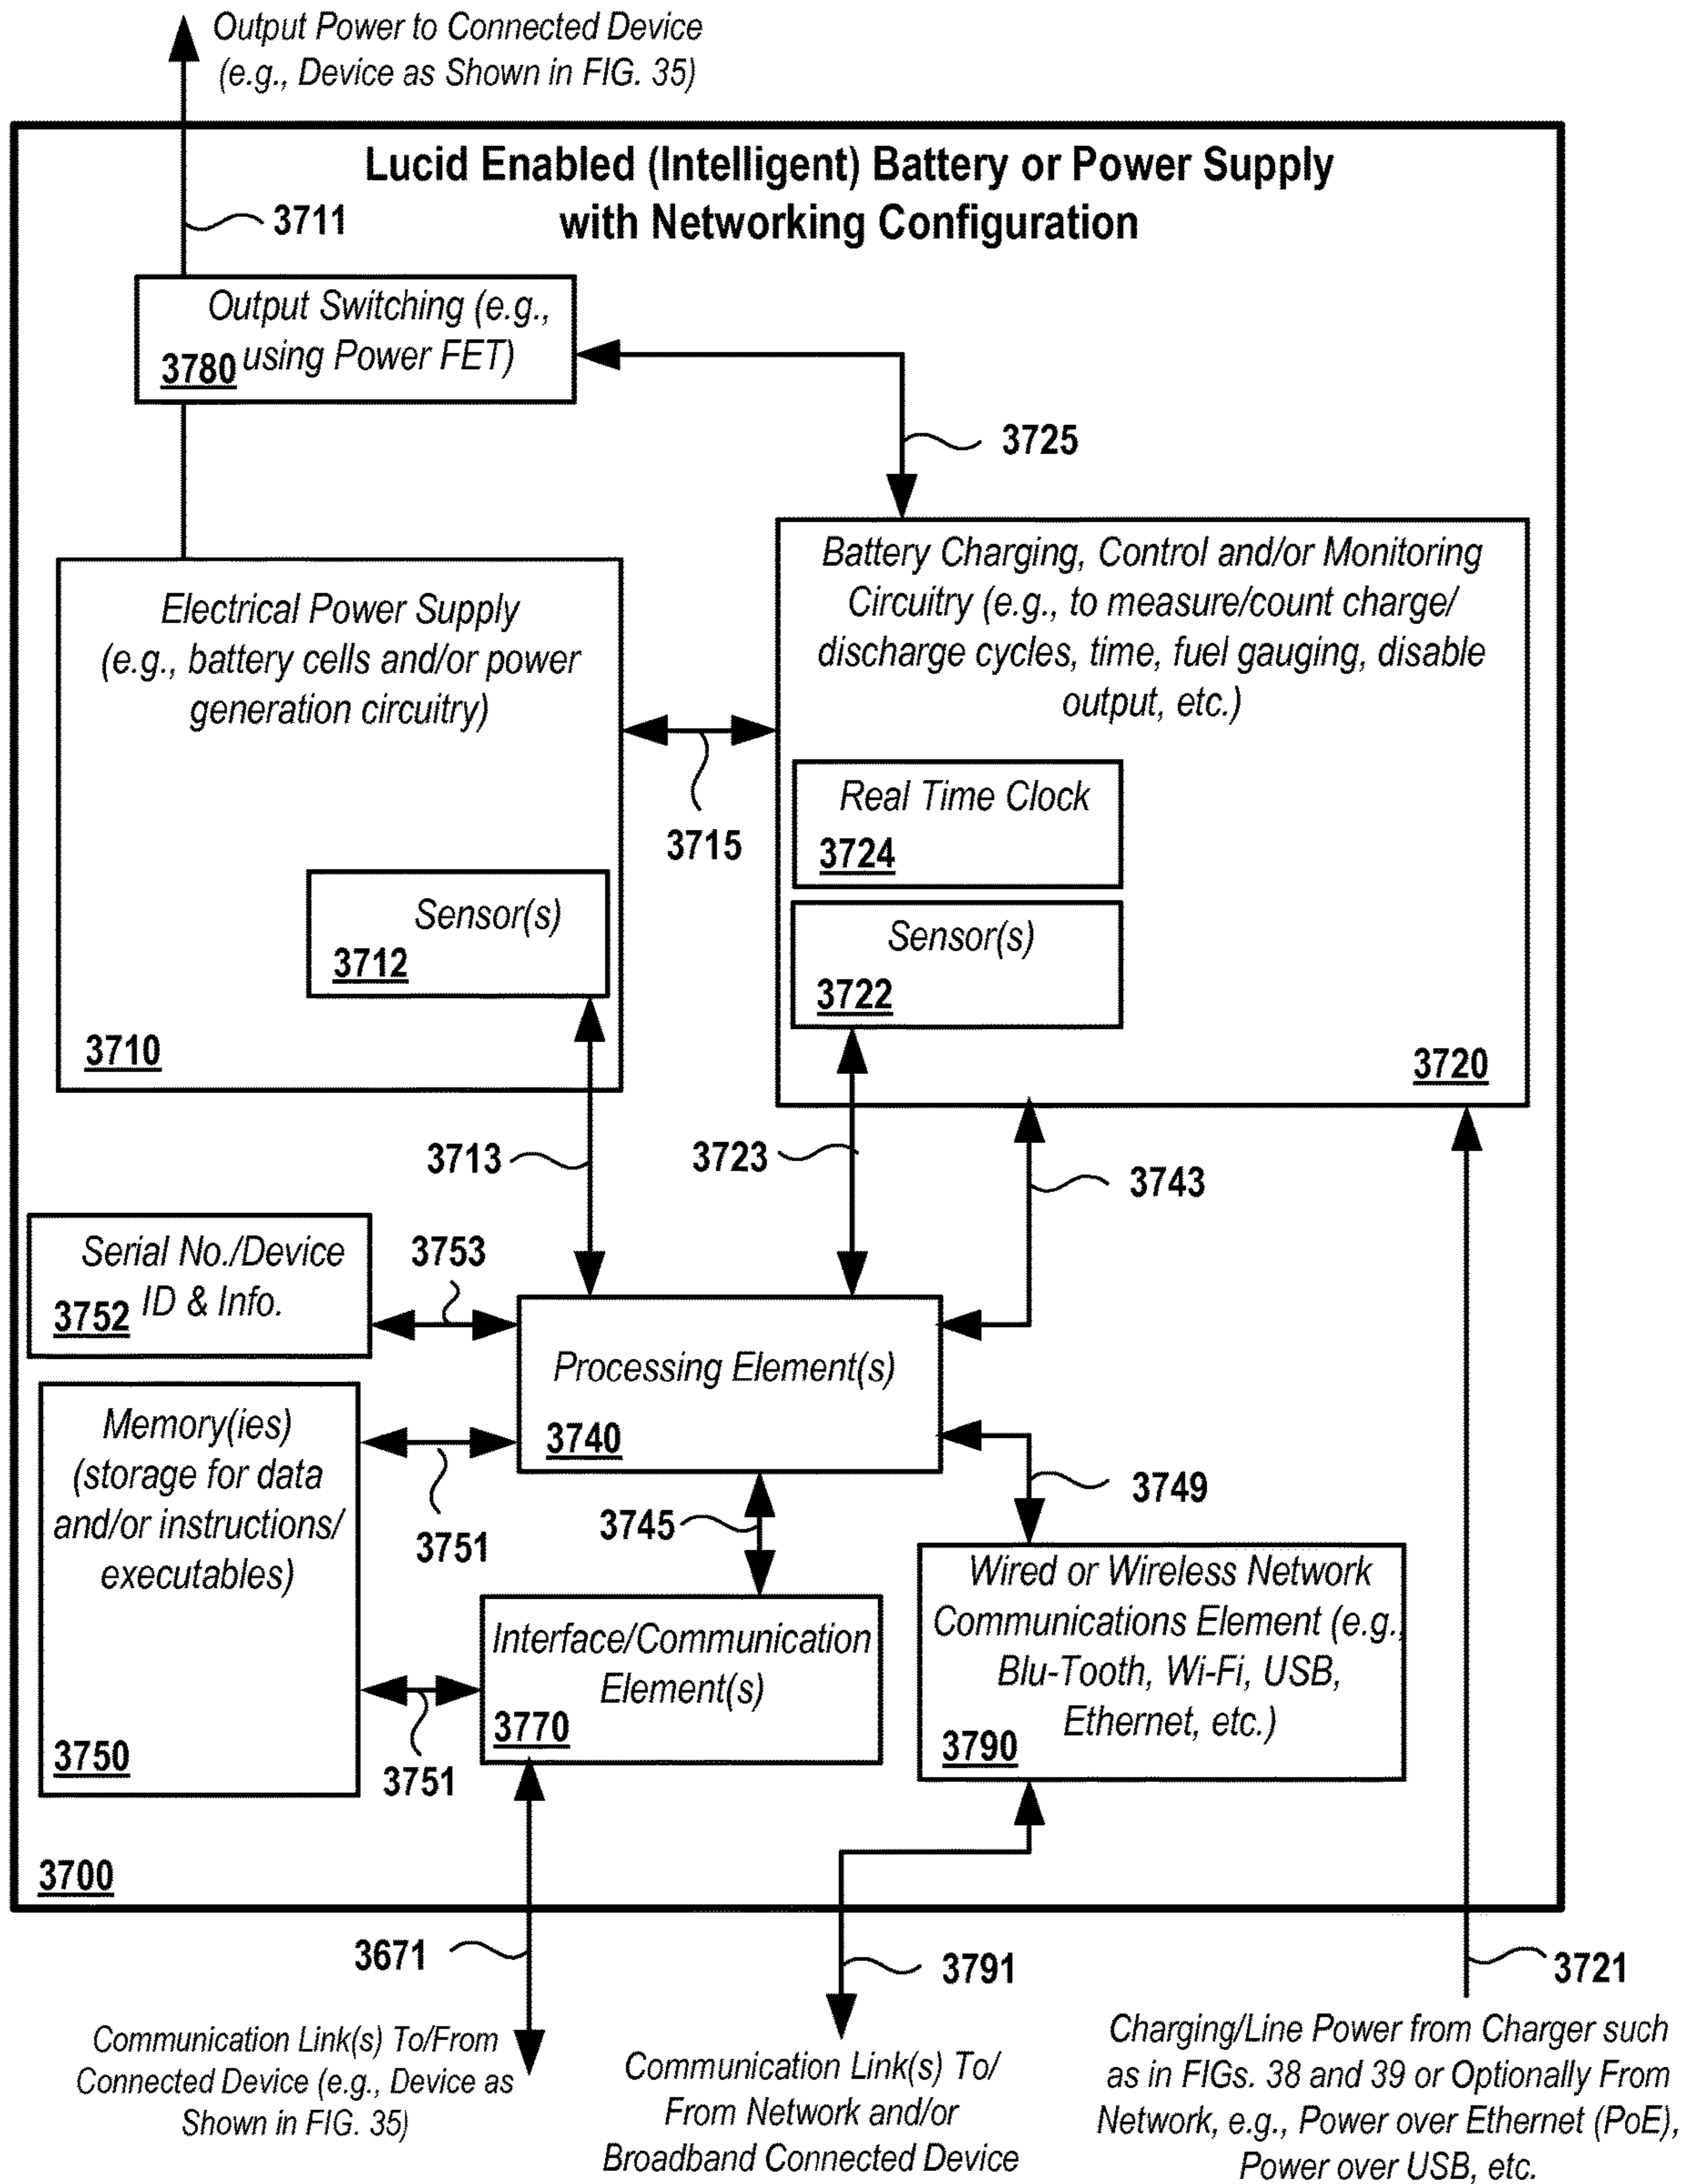 Output Power to Connected Device
(e.g., Device as Shown in FIG. 35)
Lucid Enabled (Intelligent) Battery or Power Supply
with Networking Configuration
3711
Output Switching (e.g.,
using Power FET)
3780
3725
Electrical Power Supply
(e.g., battery cells and/or power
generation circuitry)
Sensor(s)
3712
3710
3715
Battery Charging, Control and/or Monitoring
Circuitry (e.g., to measure/count charge/
discharge cycles, time, fuel gauging, disable
output, etc.)
Real Time Clock
3724
Sensor(s)
3722
3720
3713
3723
3743
Serial No./Device
ID & Info.
3752
3753
Processing Element(s)
3740
Memory(ies)
(storage for data
and/or instructions/
executables)
3750
3751
3745
3749
Interface/Communication
Element(s)
3770
3751
Wired or Wireless Network
Communications Element (e.g.,
Blu-Tooth, Wi-Fi, USB,
Ethernet, etc.)
3790
3700
3671
3791
3721
Communication Link(s) To/From
Connected Device (e.g., Device as
Shown in FIG. 35)
Communication Link(s) To/
From Network and/or
Broadband Connected Device
Charging/Line Power from Charger such
as in FIGs. 38 and 39 or Optionally From
Network, e.g., Power over Ethernet (PoE),
Power over USB, etc.